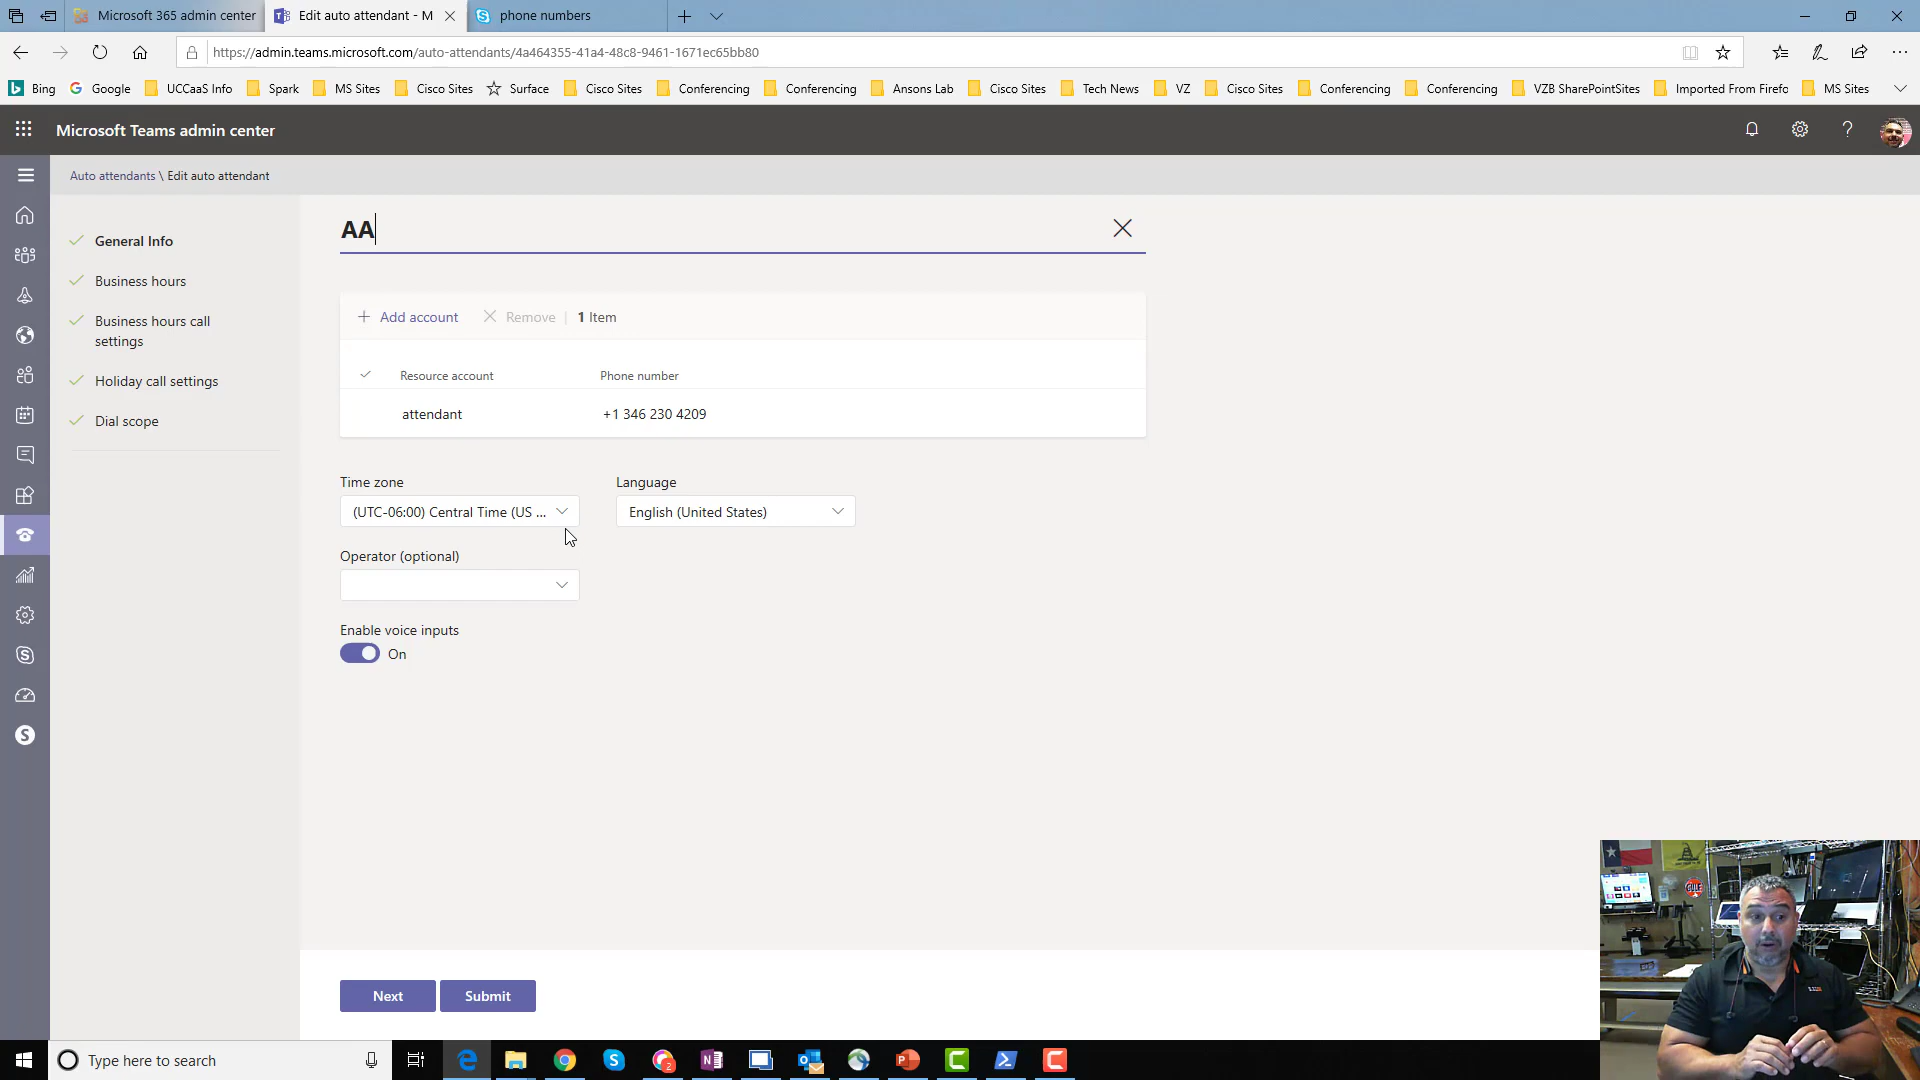 Microsoft 365 admin center
Edit auto attendant - M
phone numbers
https://admin.teams.microsoft.com/auto-attendants/4a464355-41a4-48c8-9461-1671ec65bb80
Bing Google UCCaaS Info Spark MS Sites Cisco Sites Surface Cisco Sites Conferencing Conferencing Ansons Lab Cisco Sites Tech News VZ Cisco Sites Conferencing Conferencing VZB SharePointSites Imported From Firefo MS Sites
Microsoft Teams admin center
Auto attendants \ Edit auto attendant
General Info
Business hours
Business hours call
settings
Holiday call settings
Dial scope
AA
Add account Remove | 1 Item
Resource account Phone number
attendant +1 346 230 4209
Time zone Language
(UTC-06:00) Central Time (US ... English (United States)
Operator (optional)
Enable voice inputs
On
Next Submit
GULF
Type here to search
2